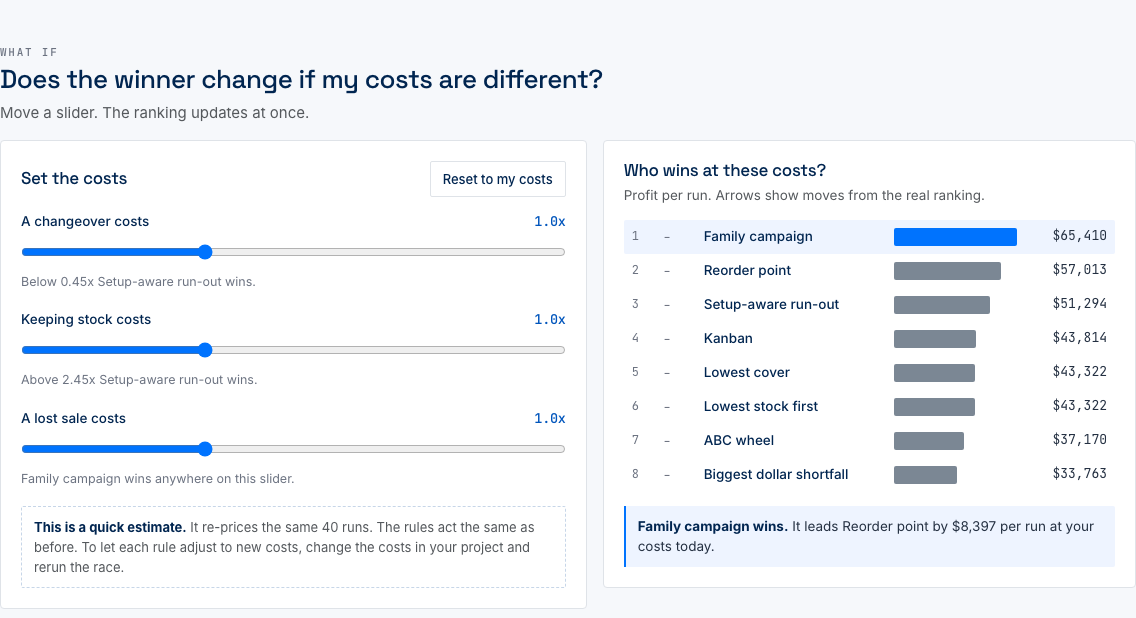 WHAT IF
Does the winner change if my costs are different?
Move a slider. The ranking updates at once.
Set the costs
Reset to my costs
A changeover costs 1.0x
Below 0.45x Setup-aware run-out wins.
Keeping stock costs 1.0x
Above 2.45x Setup-aware run-out wins.
A lost sale costs 1.0x
Family campaign wins anywhere on this slider.
This is a quick estimate. It re-prices the same 40 runs. The rules act the same as
before. To let each rule adjust to new costs, change the costs in your project and
rerun the race.
Who wins at these costs?
Profit per run. Arrows show moves from the real ranking.
1 – Family campaign $65,410
2 – Reorder point $57,013
3 – Setup-aware run-out $51,294
4 – Kanban $43,814
5 – Lowest cover $43,322
6 – Lowest stock first $43,322
7 – ABC wheel $37,170
8 – Biggest dollar shortfall $33,763
Family campaign wins. It leads Reorder point by $8,397 per run at your
costs today.